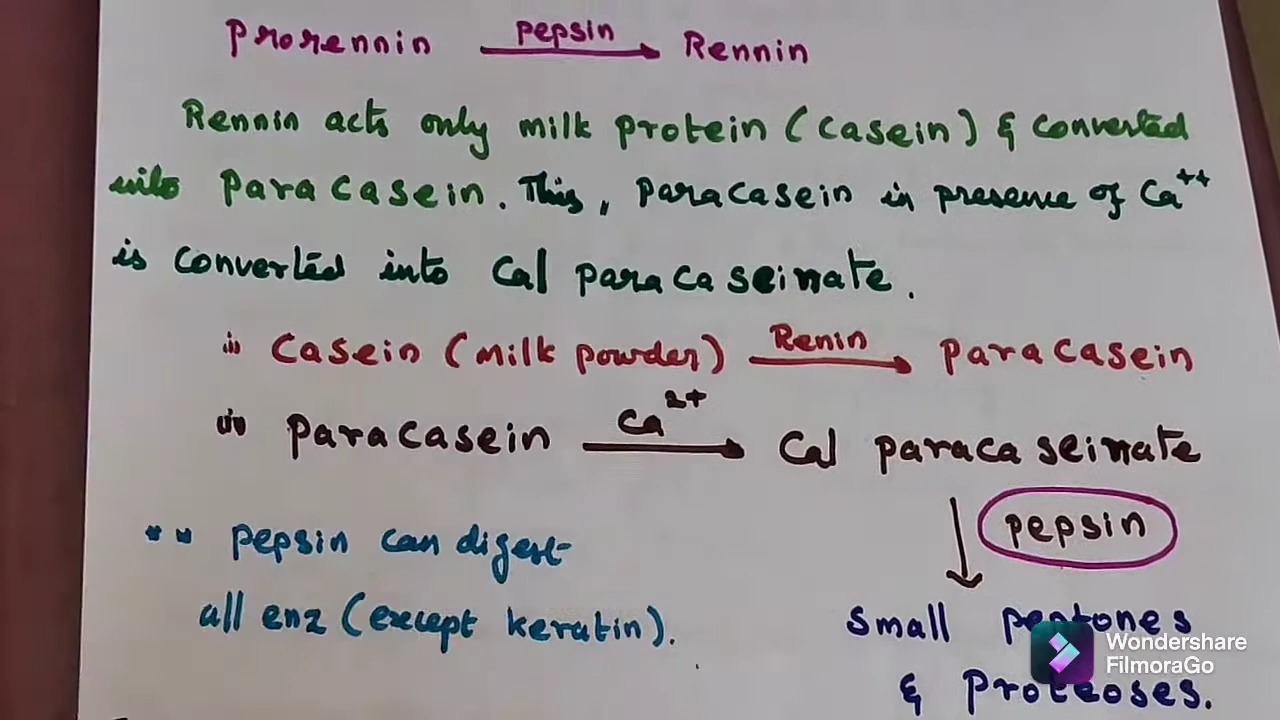 Prorennin pepsin Rennin
Rennin acts only milk protein (casein) & converted
into Paracasein. This, paracasein in presence of Ca++
is converted into Cal paracaseinate.
i) Casein (milk powder) Renin paracasein
ii) paracasein Ca2+ Cal paracaseinate
pepsin
** pepsin can digest
all enz (except keratin).
small peptones
& proteoses.
Wondershare
FilmoraGo